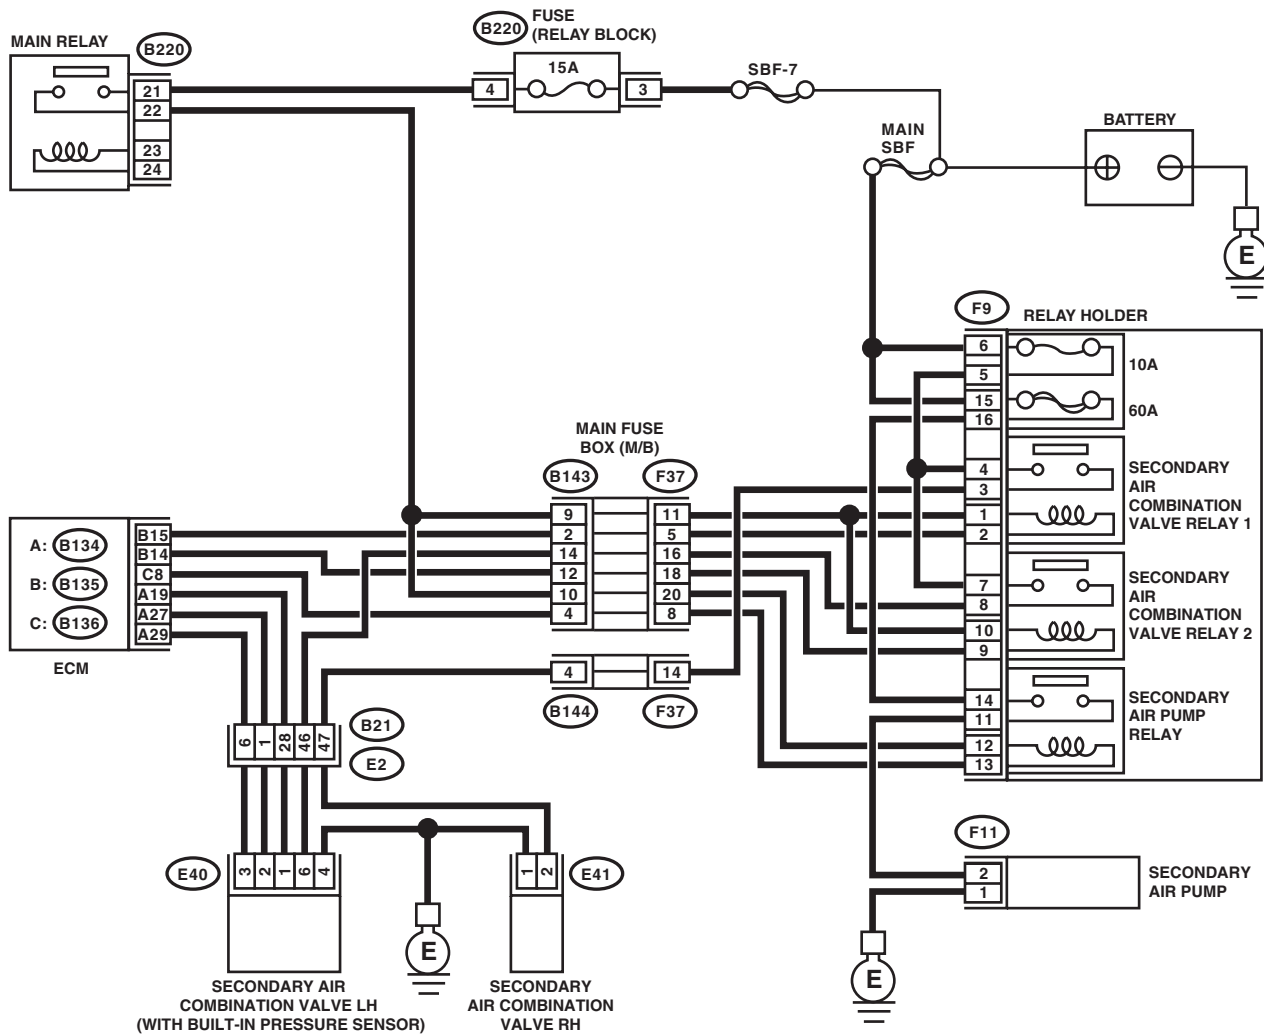 MAIN RELAY
B220
21
22
23
24
B220
FUSE
(RELAY BLOCK)
15A
4
3
SBF-7
MAIN
SBF
BATTERY
E
F9
RELAY HOLDER
6
5
15
16
4
3
1
2
7
8
10
9
14
11
12
13
10A
60A
SECONDARY
AIR
COMBINATION
VALVE RELAY 1
SECONDARY
AIR
COMBINATION
VALVE RELAY 2
SECONDARY
AIR PUMP
RELAY
MAIN FUSE
BOX (M/B)
B143
F37
9
11
2
5
14
16
12
18
10
20
4
8
4
14
B144
F37
A: B134
B: B135
C: B136
B15
B14
C8
A19
A27
A29
ECM
6
1
28
46
47
B21
E2
E40
3
2
1
6
4
E
1
2
E41
F11
2
1
SECONDARY
AIR PUMP
E
SECONDARY AIR
COMBINATION VALVE LH
(WITH BUILT-IN PRESSURE SENSOR)
SECONDARY
AIR COMBINATION
VALVE RH